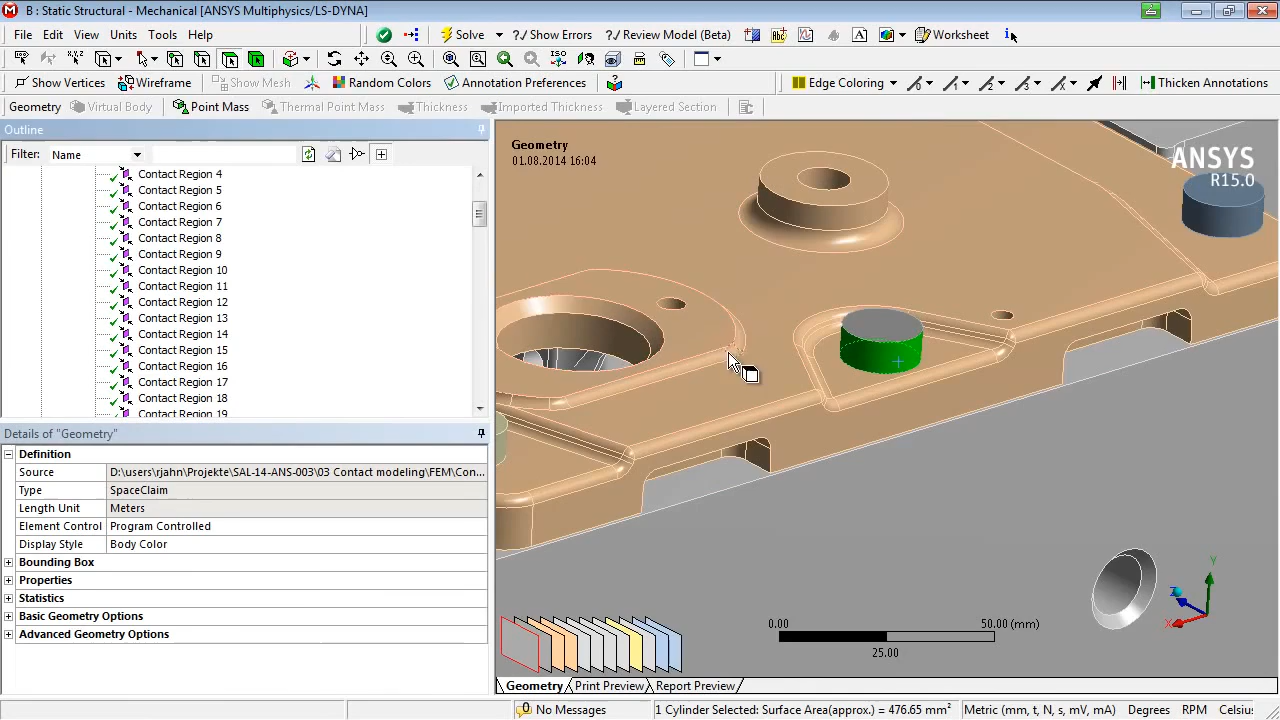 B : Static Structural - Mechanical [ANSYS Multiphysics/LS-DYNA]
File Edit View Units Tools Help Solve ?/ Show Errors Review Model (Beta) A Worksheet i
Show Vertices Wireframe Show Mesh Random Colors Annotation Preferences Edge Coloring Thicken Annotations
Geometry Virtual Body Point Mass Thermal Point Mass Thickness Imported Thickness Layered Section
Outline
Filter: Name
Contact Region 4
Contact Region 5
Contact Region 6
Contact Region 7
Contact Region 8
Contact Region 9
Contact Region 10
Contact Region 11
Contact Region 12
Contact Region 13
Contact Region 14
Contact Region 15
Contact Region 16
Contact Region 17
Contact Region 18
Contact Region 19
Details of "Geometry"
Definition
Source D:\users\rjahn\Projekte\SAL-14-ANS-003\03 Contact modeling\FEM\Con...
Type SpaceClaim
Length Unit Meters
Element Control Program Controlled
Display Style Body Color
Bounding Box
Properties
Statistics
Basic Geometry Options
Advanced Geometry Options
Geometry
01.08.2014 16:04
ANSYS
R15.0
Y
Z
X
0.00 50.00 (mm)
25.00
Geometry Print Preview Report Preview
No Messages 1 Cylinder Selected: Surface Area(approx.) = 476.65 mm² Metric (mm, t, N, s, mV, mA) Degrees RPM Celsiu